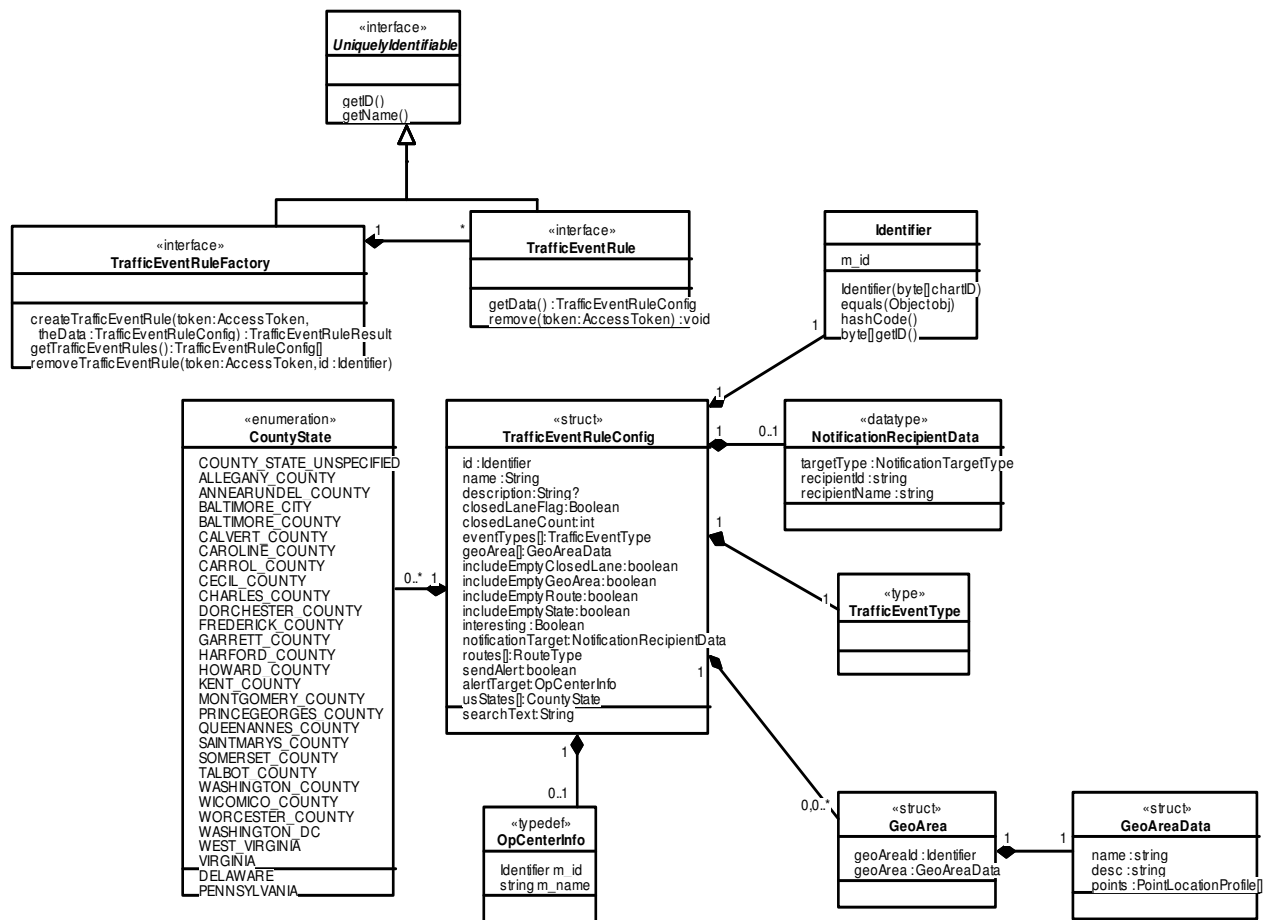 «interface»
UniquelyIdentifiable
getID()
getName()
«interface»
TrafficEventRuleFactory
createTrafficEventRule(token:AccessToken,
theData:TrafficEventRuleConfig):TrafficEventRuleResult
getTrafficEventRules():TrafficEventRuleConfig[]
removeTrafficEventRule(token:AccessToken,id:Identifier)
1
*
«interface»
TrafficEventRule
getData():TrafficEventRuleConfig
remove(token:AccessToken):void
Identifier
m_id
Identifier(byte[]chartID)
equals(Object obj)
hashCode()
byte[]getID()
1
1
«enumeration»
CountyState
COUNTY_STATE_UNSPECIFIED
ALLEGANY_COUNTY
ANNEARUNDEL_COUNTY
BALTIMORE_CITY
BALTIMORE_COUNTY
CALVERT_COUNTY
CAROLINE_COUNTY
CARROL_COUNTY
CECIL_COUNTY
CHARLES_COUNTY
DORCHESTER_COUNTY
FREDERICK_COUNTY
GARRETT_COUNTY
HARFORD_COUNTY
HOWARD_COUNTY
KENT_COUNTY
MONTGOMERY_COUNTY
PRINCEGEORGES_COUNTY
QUEENANNES_COUNTY
SAINTMARYS_COUNTY
SOMERSET_COUNTY
TALBOT_COUNTY
WASHINGTON_COUNTY
WICOMICO_COUNTY
WORCESTER_COUNTY
WASHINGTON_DC
WEST_VIRGINIA
VIRGINIA
DELAWARE
PENNSYLVANIA
0..*
1
«struct»
TrafficEventRuleConfig
id:Identifier
name:String
description:String?
closedLaneFlag:Boolean
closedLaneCount:int
eventTypes[]:TrafficEventType
geoArea[]:GeoAreaData
includeEmptyClosedLane:boolean
includeEmptyGeoArea:boolean
includeEmptyRoute:boolean
includeEmptyState:boolean
interesting:Boolean
notificationTarget:NotificationRecipientData
routes[]:RouteType
sendAlert:boolean
alertTarget:OpCenterInfo
usStates[]:CountyState
searchText:String
1
0..1
«datatype»
NotificationRecipientData
targetType:NotificationTargetType
recipientId:string
recipientName:string
1
1
«type»
TrafficEventType
1
0,0..*
1
0..1
«typedef»
OpCenterInfo
Identifier m_id
string m_name
«struct»
GeoArea
geoAreaId:Identifier
geoArea:GeoAreaData
1
1
«struct»
GeoAreaData
name:string
desc:string
points:PointLocationProfile[]